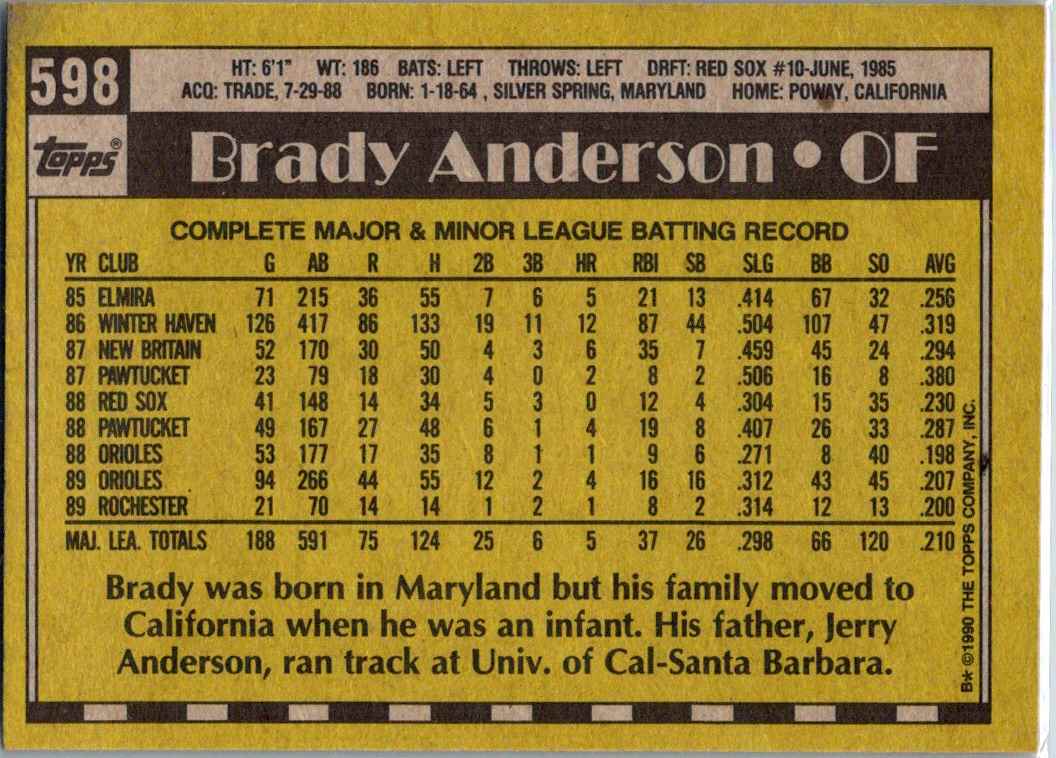 598
HT: 6'1" WT: 186 BATS: LEFT THROWS: LEFT DRFT: RED SOX #10-JUNE, 1985
ACQ: TRADE, 7-29-88 BORN: 1-18-64, SILVER SPRING, MARYLAND HOME: POWAY, CALIFORNIA
topps®
Brady Anderson • OF
COMPLETE MAJOR & MINOR LEAGUE BATTING RECORD
YR CLUB G AB R H 2B 3B HR RBI SB SLG BB SO AVG
85 ELMIRA 71 215 36 55 7 6 5 21 13 .414 67 32 .256
86 WINTER HAVEN 126 417 86 133 19 11 12 87 44 .504 107 47 .319
87 NEW BRITAIN 52 170 30 50 4 3 6 35 7 .459 45 24 .294
87 PAWTUCKET 23 79 18 30 4 0 2 8 2 .506 16 8 .380
88 RED SOX 41 148 14 34 5 3 0 12 4 .304 15 35 .230
88 PAWTUCKET 49 167 27 48 6 1 4 19 8 .407 26 33 .287
88 ORIOLES 53 177 17 35 8 1 1 9 6 .271 8 40 .198
89 ORIOLES 94 266 44 55 12 2 4 16 16 .312 43 45 .207
89 ROCHESTER 21 70 14 14 1 2 1 8 2 .314 12 13 .200
MAJ. LEA. TOTALS 188 591 75 124 25 6 5 37 26 .298 66 120 .210
Brady was born in Maryland but his family moved to
California when he was an infant. His father, Jerry
Anderson, ran track at Univ. of Cal-Santa Barbara.
B* ©1990 THE TOPPS COMPANY, INC.